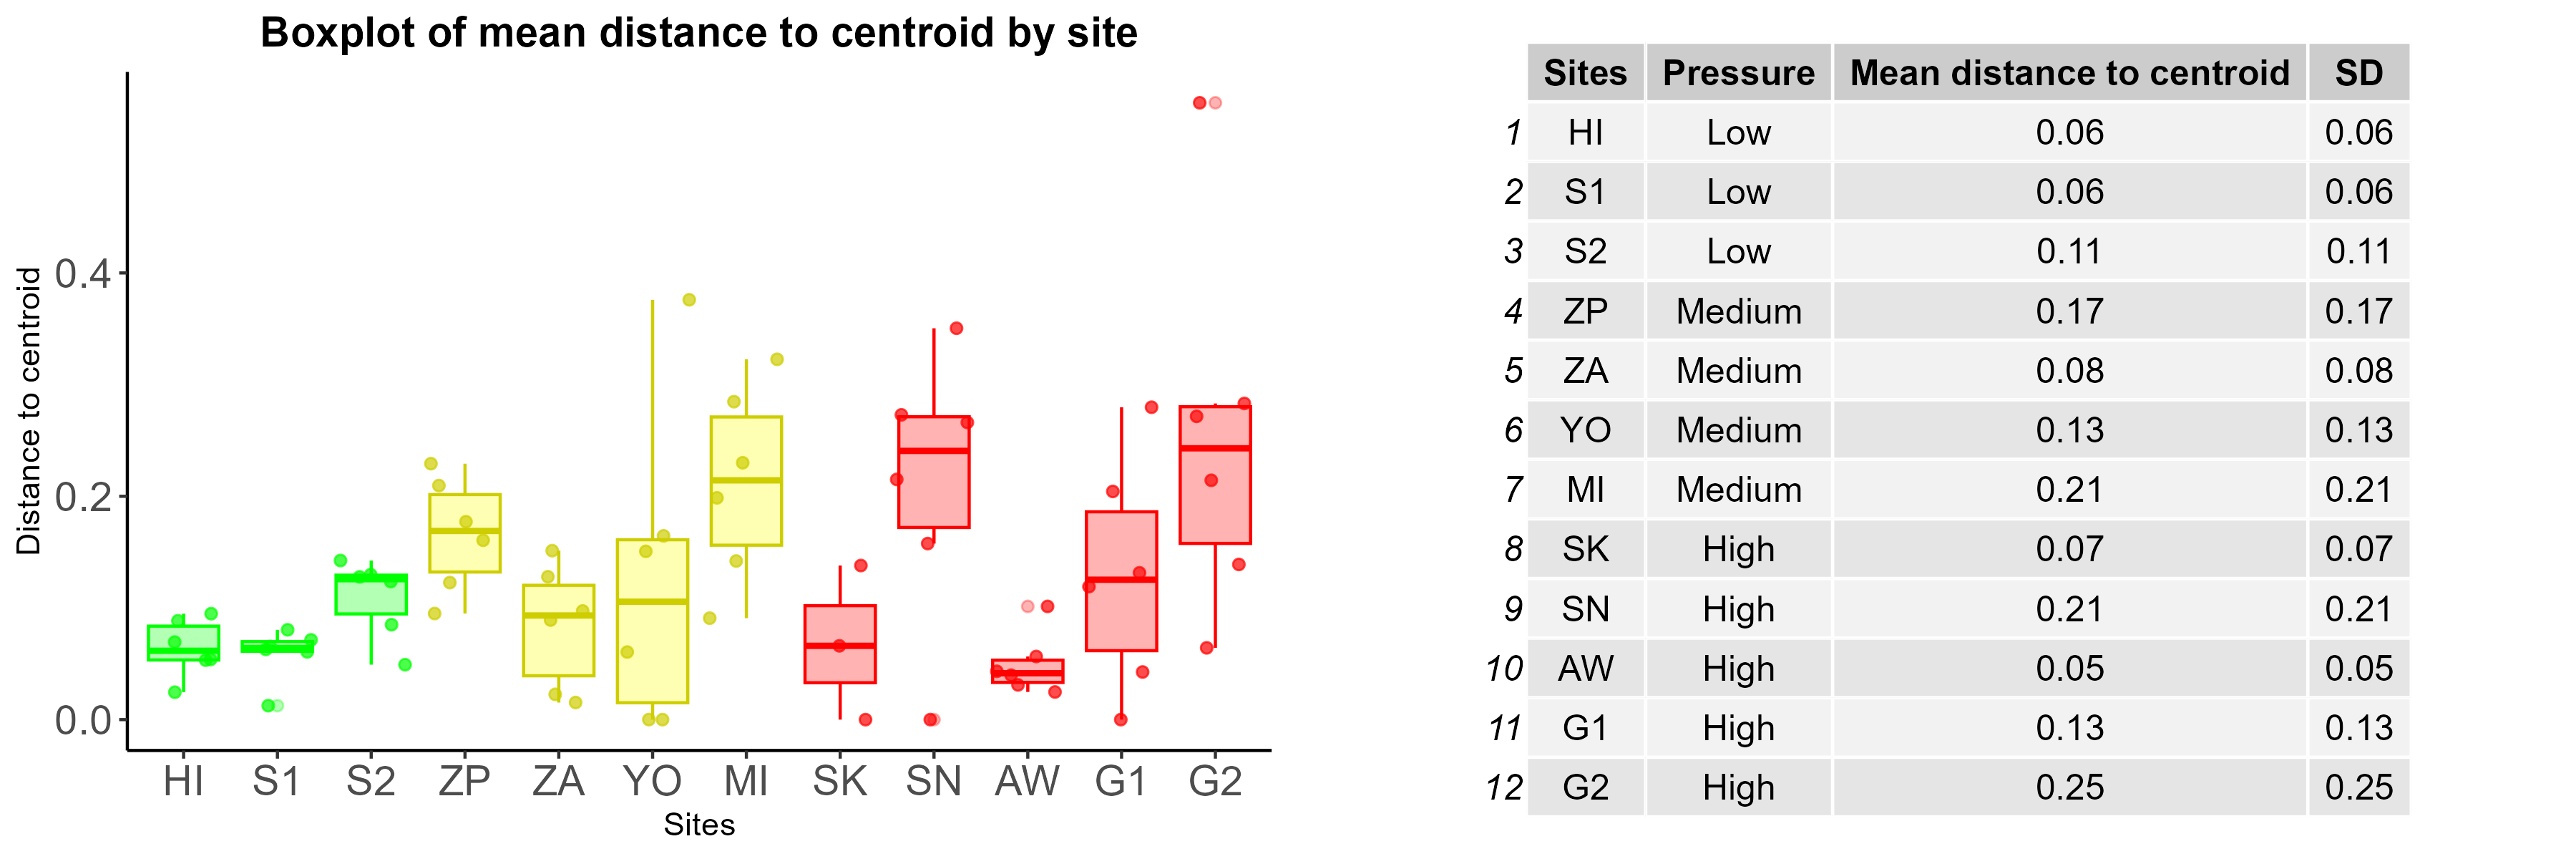 Boxplot of mean distance to centroid by site
Distance to centroid
0.4
0.2
0.0
HI S1 S2 ZP ZA YO MI SK SN AW G1 G2
Sites
Sites Pressure Mean distance to centroid SD
1 HI Low 0.06 0.06
2 S1 Low 0.06 0.06
3 S2 Low 0.11 0.11
4 ZP Medium 0.17 0.17
5 ZA Medium 0.08 0.08
6 YO Medium 0.13 0.13
7 MI Medium 0.21 0.21
8 SK High 0.07 0.07
9 SN High 0.21 0.21
10 AW High 0.05 0.05
11 G1 High 0.13 0.13
12 G2 High 0.25 0.25